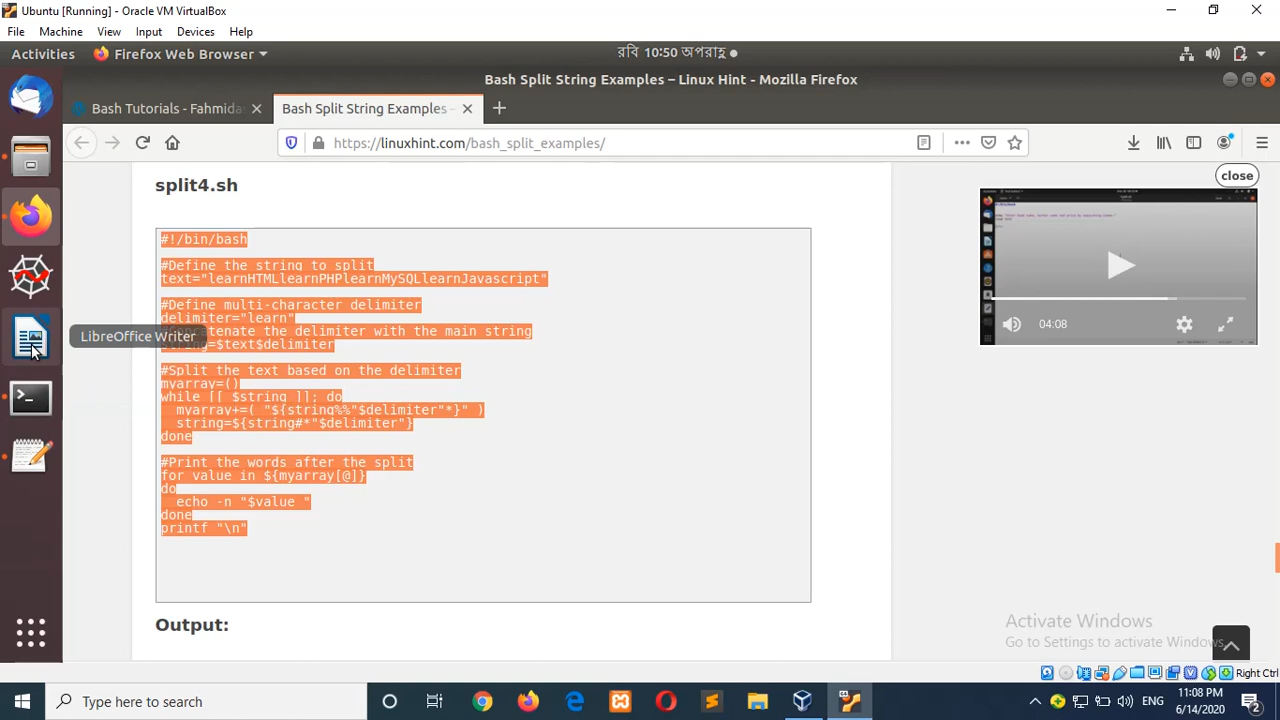 Ubuntu [Running] - Oracle VM VirtualBox
File Machine View Input Devices Help
Activities Firefox Web Browser রবি 10:50 অপরাহ্ণ
Bash Split String Examples – Linux Hint - Mozilla Firefox
Bash Tutorials - Fahmida Bash Split String Examples –
https://linuxhint.com/bash_split_examples/
split4.sh
close
#!/bin/bash
#Define the string to split
text="learnHTMLlearnPHPlearnMySQLlearnJavascript"
#Define multi-character delimiter
delimiter="learn"
LibreOffice Writer
catenate the delimiter with the main string
=$text$delimiter
#Split the text based on the delimiter
myarray=()
while [[ $string ]]; do
myarray+=( "${string%%"$delimiter"*}" )
string=${string#*"$delimiter"}
done
#Print the words after the split
for value in ${myarray[@]}
do
echo -n "$value "
done
printf "\n"
04:08
Output:
Activate Windows
Go to Settings to activate Windows.
Right Ctrl
Type here to search
ENG
11:08 PM
6/14/2020
2